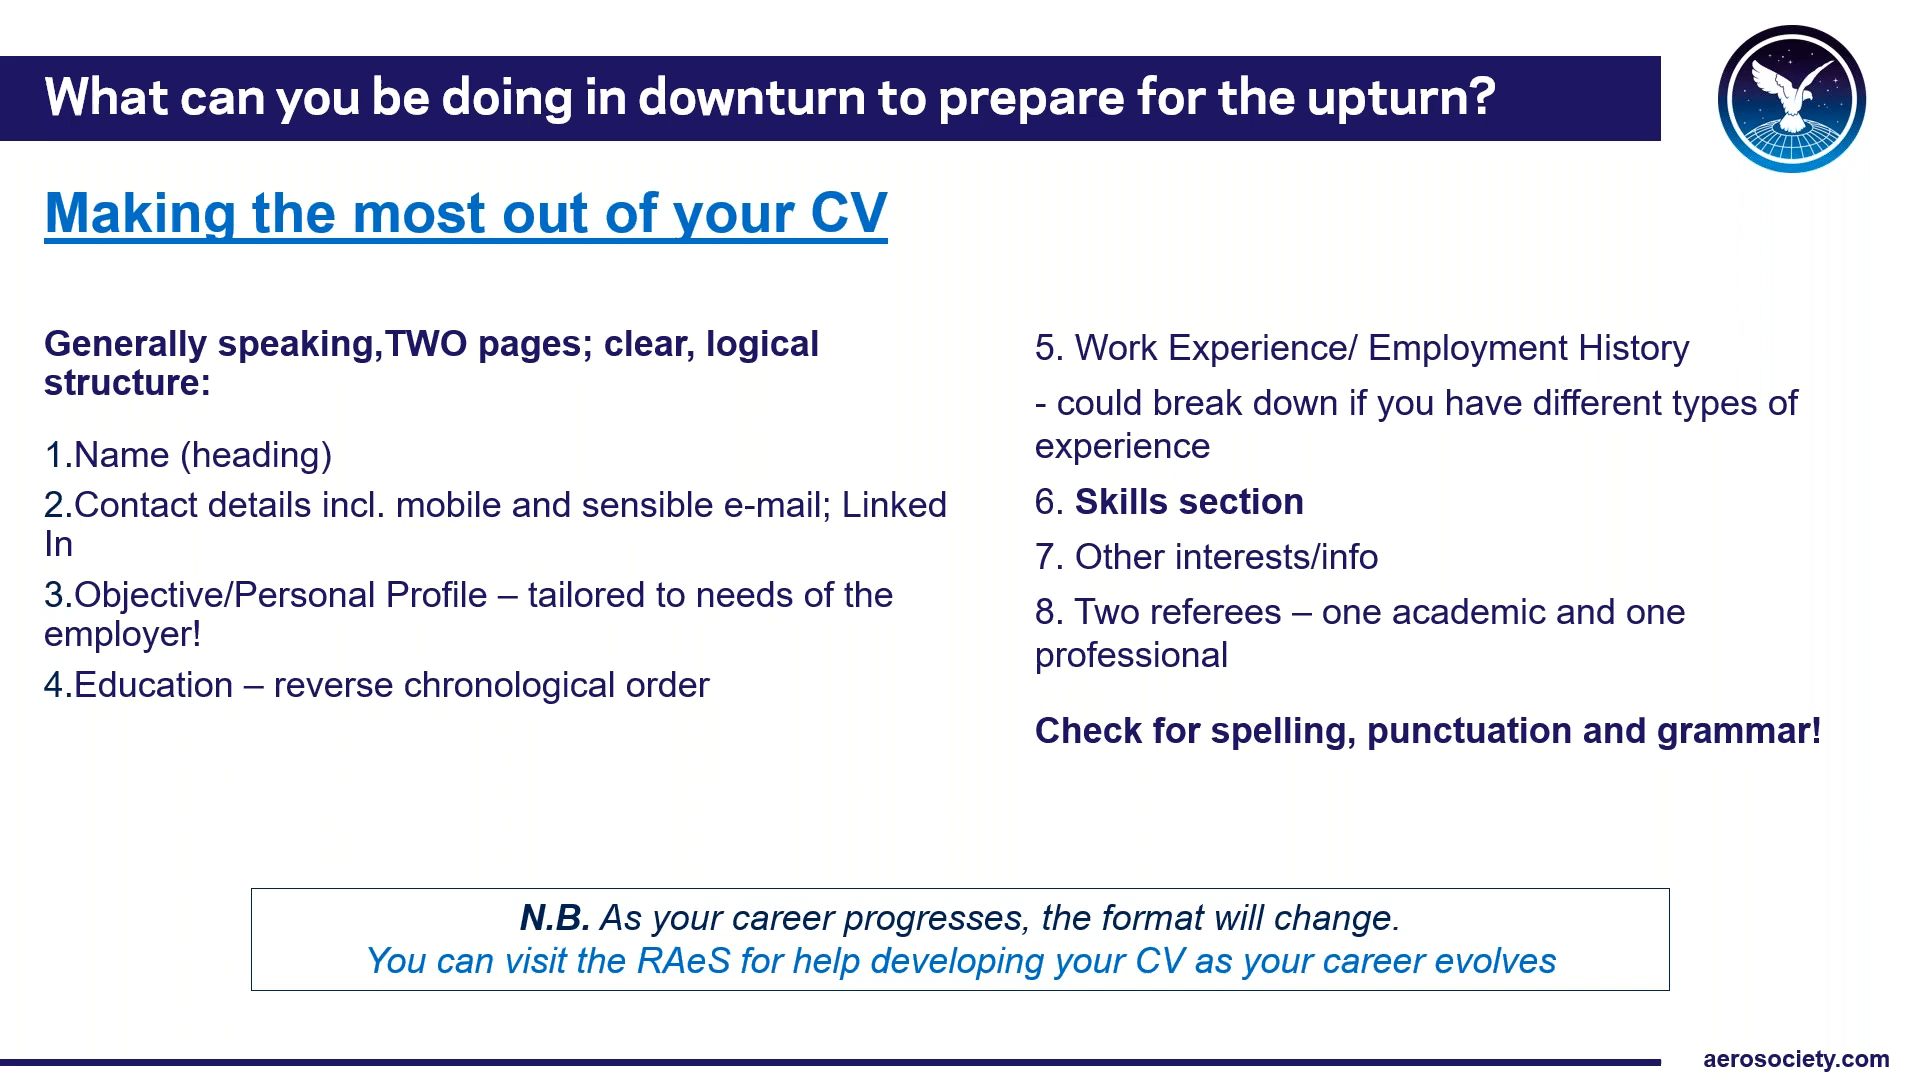 What can you be doing in downturn to prepare for the upturn?
Making the most out of your CV
Generally speaking,TWO pages; clear, logical
structure:
1.Name (heading)
2.Contact details incl. mobile and sensible e-mail; Linked
In
3.Objective/Personal Profile – tailored to needs of the
employer!
4.Education – reverse chronological order
5. Work Experience/ Employment History
- could break down if you have different types of
experience
6. Skills section
7. Other interests/info
8. Two referees – one academic and one
professional
Check for spelling, punctuation and grammar!
N.B. As your career progresses, the format will change.
You can visit the RAeS for help developing your CV as your career evolves
aerosociety.com